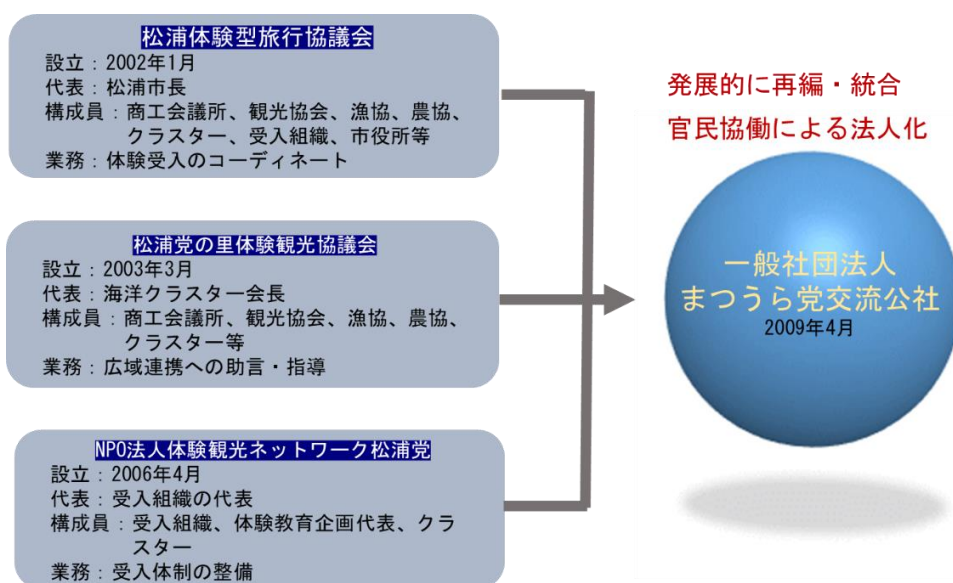 松浦体験型旅行協議会
設立：2002年1月
代表：松浦市長
構成員：商工会議所、観光協会、漁協、農協、
クラスター、受入組織、市役所等
業務：体験受入のコーディネート
松浦党の里体験観光協議会
設立：2003年3月
代表：海洋クラスター会長
構成員：商工会議所、観光協会、漁協、農協、
クラスター等
業務：広域連携への助言・指導
NPO法人体験観光ネットワーク松浦党
設立：2006年4月
代表：受入組織の代表
構成員：受入組織、体験教育企画代表、クラ
スター
業務：受入体制の整備
発展的に再編・統合
官民協働による法人化
一般社団法人
まつうら党交流公社
2009年4月